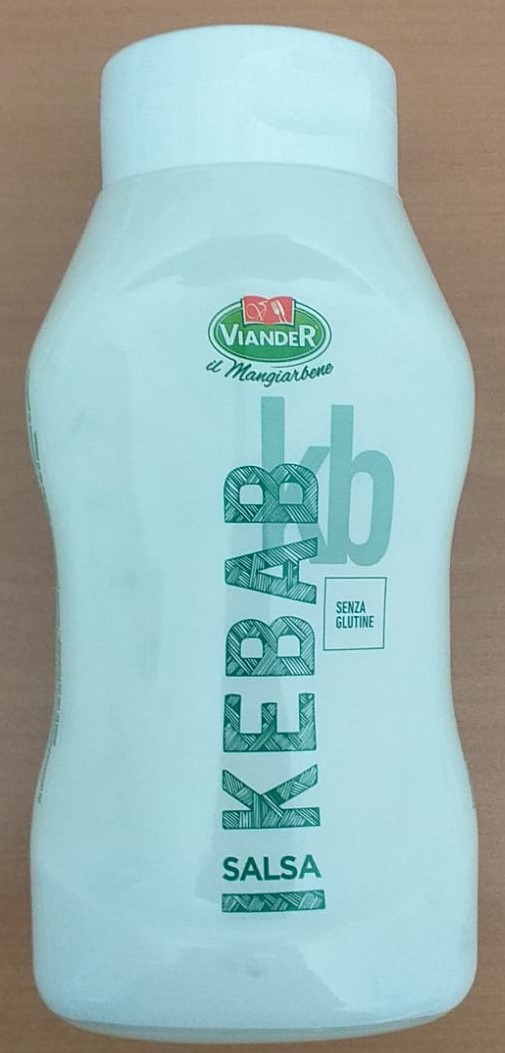 VIANDER
il Mangiarbene
kb
KEBAB
SENZA
GLUTINE
SALSA